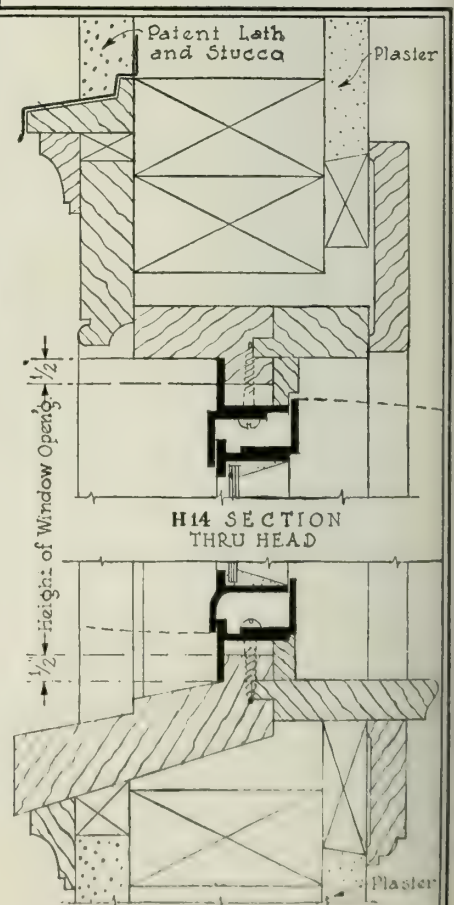 Patent Lath
and Stucco
Plaster
1/2"
Height of Window Open'g.
1/2"
H14 SECTION
THRU HEAD
Plaster